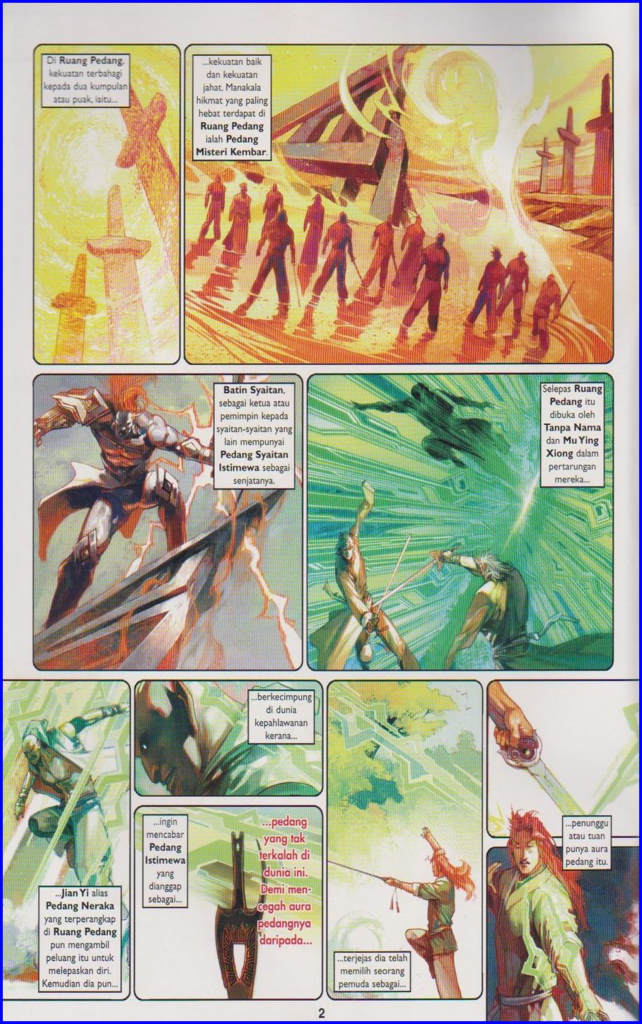 Di Ruang Pedang,
kekuatan terbahagi
kepada dua kumpulan
atau puak, iaitu...
...kekuatan baik
dan kekuatan
jahat. Manakala
hikmat yang paling
hebat terdapat di
Ruang Pedang
ialah Pedang
Misteri Kembar.
Batin Syaitan,
sebagai ketua atau
pemimpin kepada
syaitan-syaitan yang
lain mempunyai
Pedang Syaitan
Istimewa sebagai
senjatanya.
Selepas Ruang
Pedang itu
dibuka oleh
Tanpa Nama
dan Mu Ying
Xiong dalam
pertarungan
mereka...
...Jian Yi alias
Pedang Neraka
yang terperangkap
di Ruang Pedang
pun mengambil
peluang itu untuk
melepaskan diri.
Kemudian dia pun...
...berkecimpung
di dunia
kepahlawanan
kerana...
...ingin
mencabar
Pedang
Istimewa
yang
dianggap
sebagai...
...pedang
yang tak
terkalah di
dunia ini.
Demi men-
cegah aura
pedangnya
daripada...
...terjejas dia telah
memilih seorang
pemuda sebagai...
...penunggu
atau tuan
punya aura
pedang itu.
2